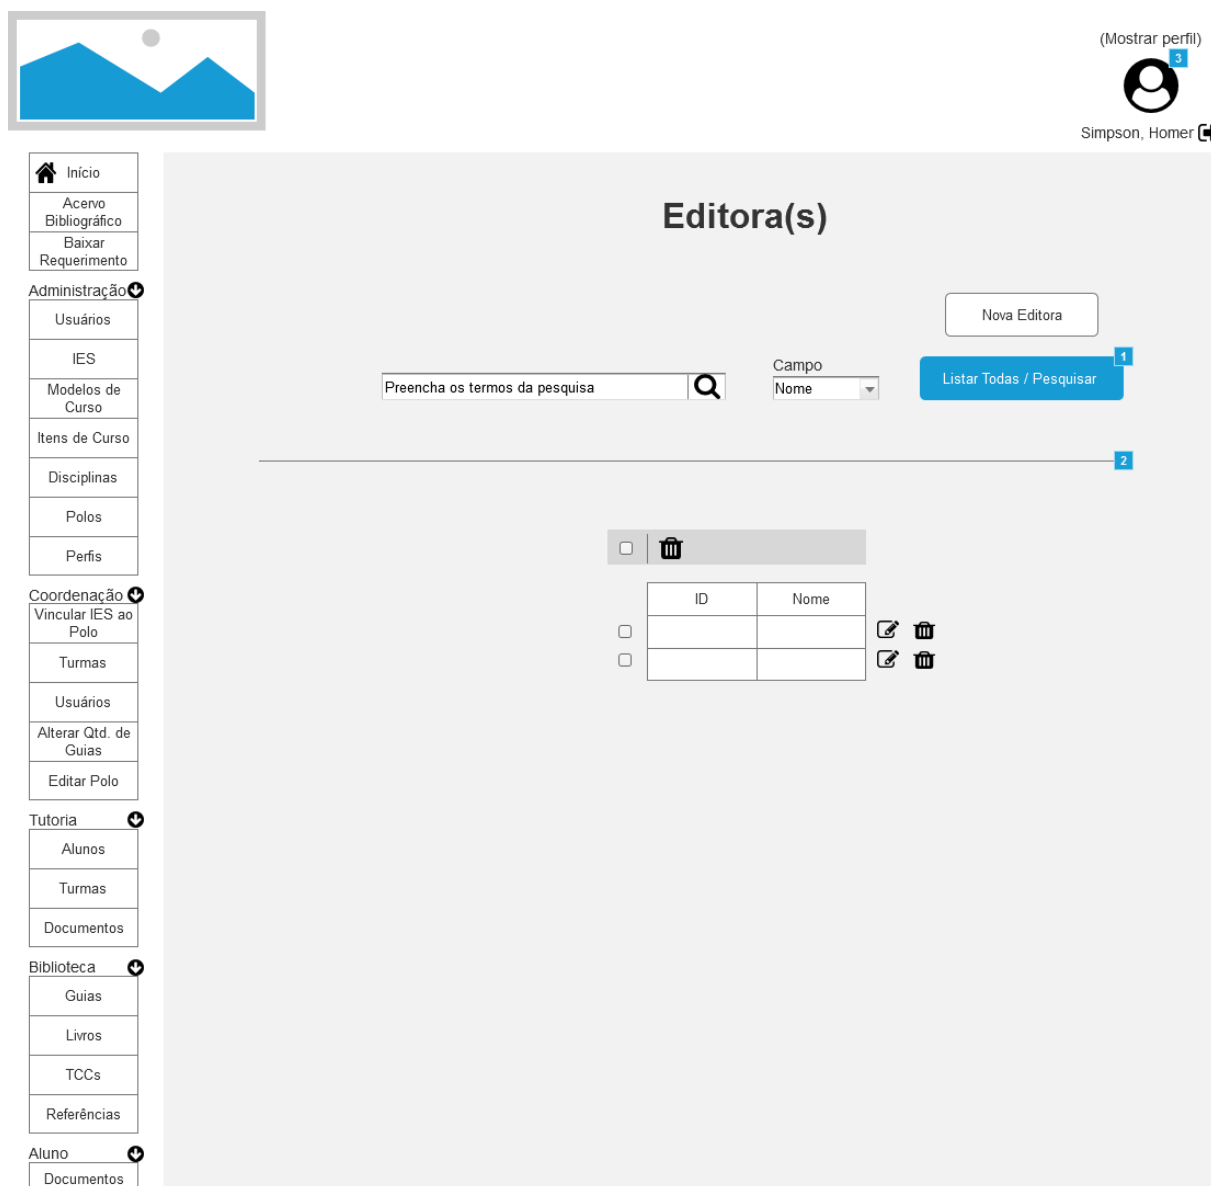 (Mostrar perfil)
3
Simpson, Homer
Início
Acervo
Bibliográfico
Baixar
Requerimento
Administração
Usuários
IES
Modelos de
Curso
Itens de Curso
Disciplinas
Polos
Perfis
Coordenação
Vincular IES ao
Polo
Turmas
Usuários
Alterar Qtd. de
Guias
Editar Polo
Tutoria
Alunos
Turmas
Documentos
Biblioteca
Guias
Livros
TCCs
Referências
Aluno
Documentos
Editora(s)
Nova Editora
Preencha os termos da pesquisa
Campo
Nome
1
Listar Todas / Pesquisar
2
ID Nome